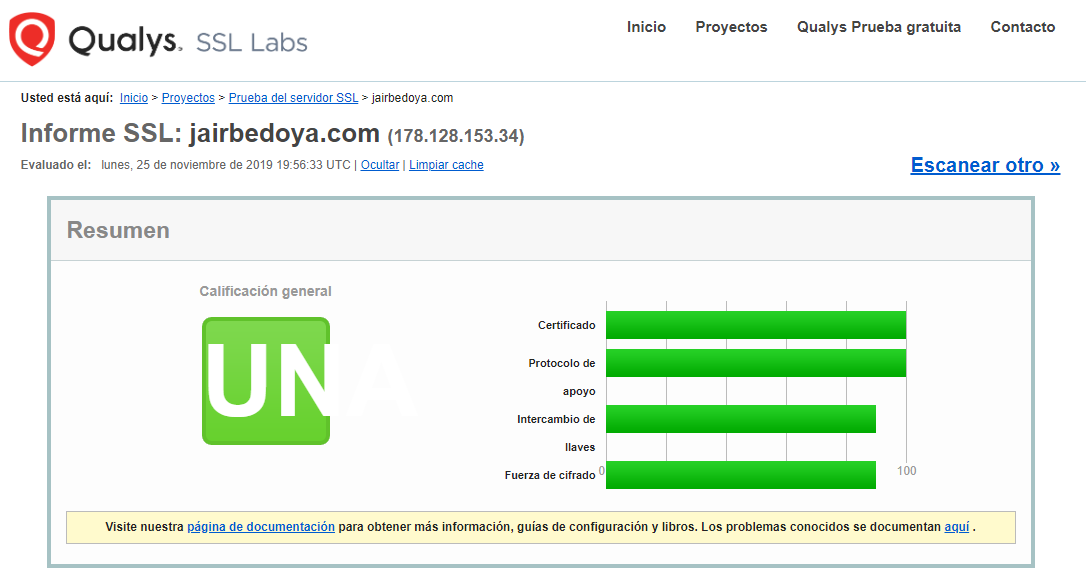 Qualys. SSL Labs
Inicio Proyectos Qualys Prueba gratuita Contacto
Usted está aquí: Inicio > Proyectos > Prueba del servidor SSL > jairbedoya.com
Informe SSL: jairbedoya.com (178.128.153.34)
Evaluado el: lunes, 25 de noviembre de 2019 19:56:33 UTC | Ocultar | Limpiar cache
Escanear otro »
Resumen
Calificación general
UNA
Certificado
Protocolo de
apoyo
Intercambio de
llaves
Fuerza de cifrado
0 100
Visite nuestra página de documentación para obtener más información, guías de configuración y libros. Los problemas conocidos se documentan aquí .